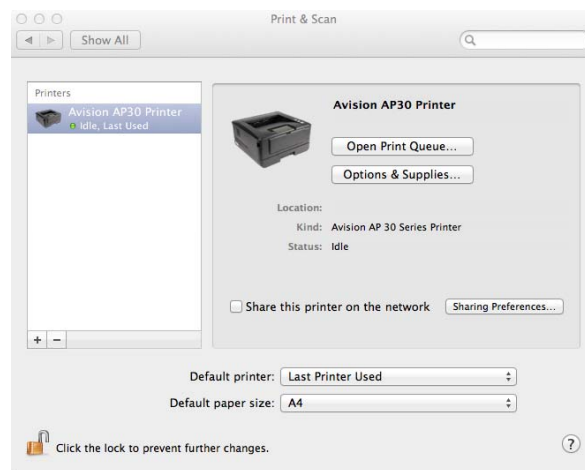 Print & Scan
Show All
Printers
Avision AP30 Printer
Idle, Last Used
Avision AP30 Printer
Open Print Queue...
Options & Supplies...
Location:
Kind: Avision AP 30 Series Printer
Status: Idle
Share this printer on the network Sharing Preferences...
+ −
Default printer: Last Printer Used
Default paper size: A4
Click the lock to prevent further changes. ?